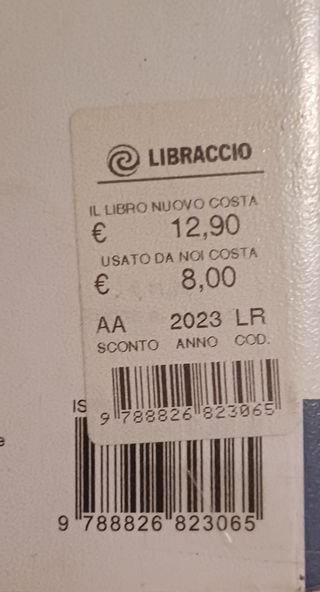 LIBRACCIO
IL LIBRO NUOVO COSTA
€ 12,90
USATO DA NOI COSTA
€ 8,00
AA 2023 LR
SCONTO ANNO COD.
9 788826 823065
IS
e
9 788826 823065